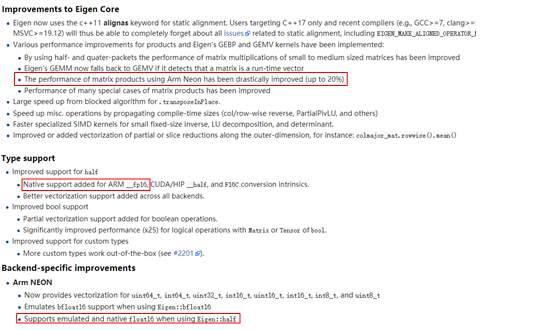 Improvements to Eigen Core
Eigen now uses the c++11 alignas keyword for static alignment. Users targeting C++17 only and recent compilers (e.g., GCC>=7, clang>=
MSVC>=19.12) will thus be able to completely forget about all issues related to static alignment, including EIGEN_MAKE_ALIGNED_OPERATOR_
Various performance improvements for products and Eigen's GEBP and GEMV kernels have been implemented:
By using half- and quater-packets the performance of matrix multiplications of small to medium sized matrices has been improved
Eigen's GEMM now falls back to GEMV if it detects that a matrix is a run-time vector
The performance of matrix products using Arm Neon has been drastically improved (up to 20%)
Performance of many special cases of matrix products has been improved
Large speed up from blocked algorithm for .transposeInPlace.
Speed up misc. operations by propagating compile-time sizes (col/row-wise reverse, PartialPivLU, and others)
Faster specialized SIMD kernels for small fixed-size inverse, LU decomposition, and determinant.
Improved or added vectorization of partial or slice reductions along the outer-dimension, for instance: colmajor_mat.rowwise().mean()
Type support
Improved support for half
Native support added for ARM __fp16, CUDA/HIP __half, and F16C conversion intrinsics.
Better vectorization support added across all backends.
Improved bool support
Partial vectorization support added for boolean operations.
Significantly improved performance (x25) for logical operations with Matrix or Tensor of bool.
Improved support for custom types
More custom types work out-of-the-box (see #2201).
Backend-specific improvements
Arm NEON
Now provides vectorization for uint64_t, int64_t, uint32_t, int16_t, uint16_t, int16_t, int8_t, and uint8_t
Emulates bfloat16 support when using Eigen::bfloat16
Supports emulated and native float16 when using Eigen::half